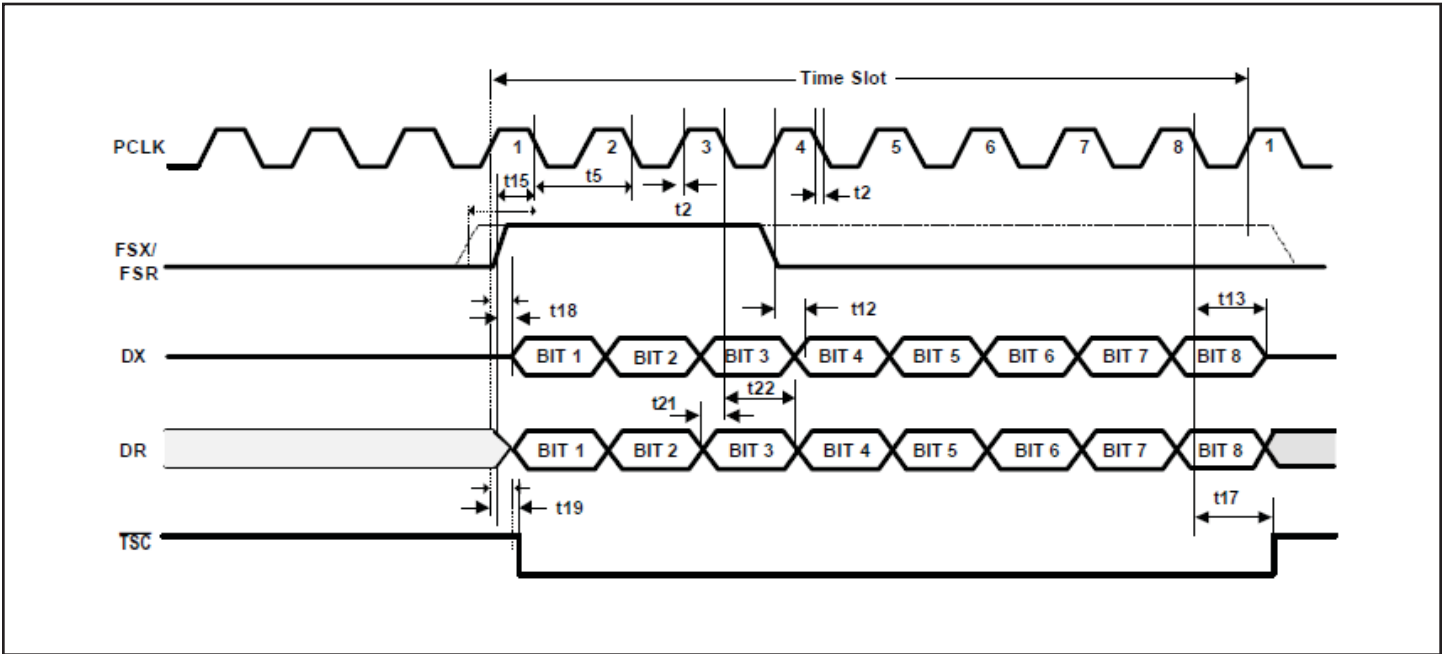 Time Slot
PCLK
1 2 3 4 5 6 7 8 1
t15 t5 t2
t2
FSX/
FSR
t18 t12 t13
DX
BIT 1 BIT 2 BIT 3 BIT 4 BIT 5 BIT 6 BIT 7 BIT 8
t21 t22
DR
BIT 1 BIT 2 BIT 3 BIT 4 BIT 5 BIT 6 BIT 7 BIT 8
t19 t17
TSC